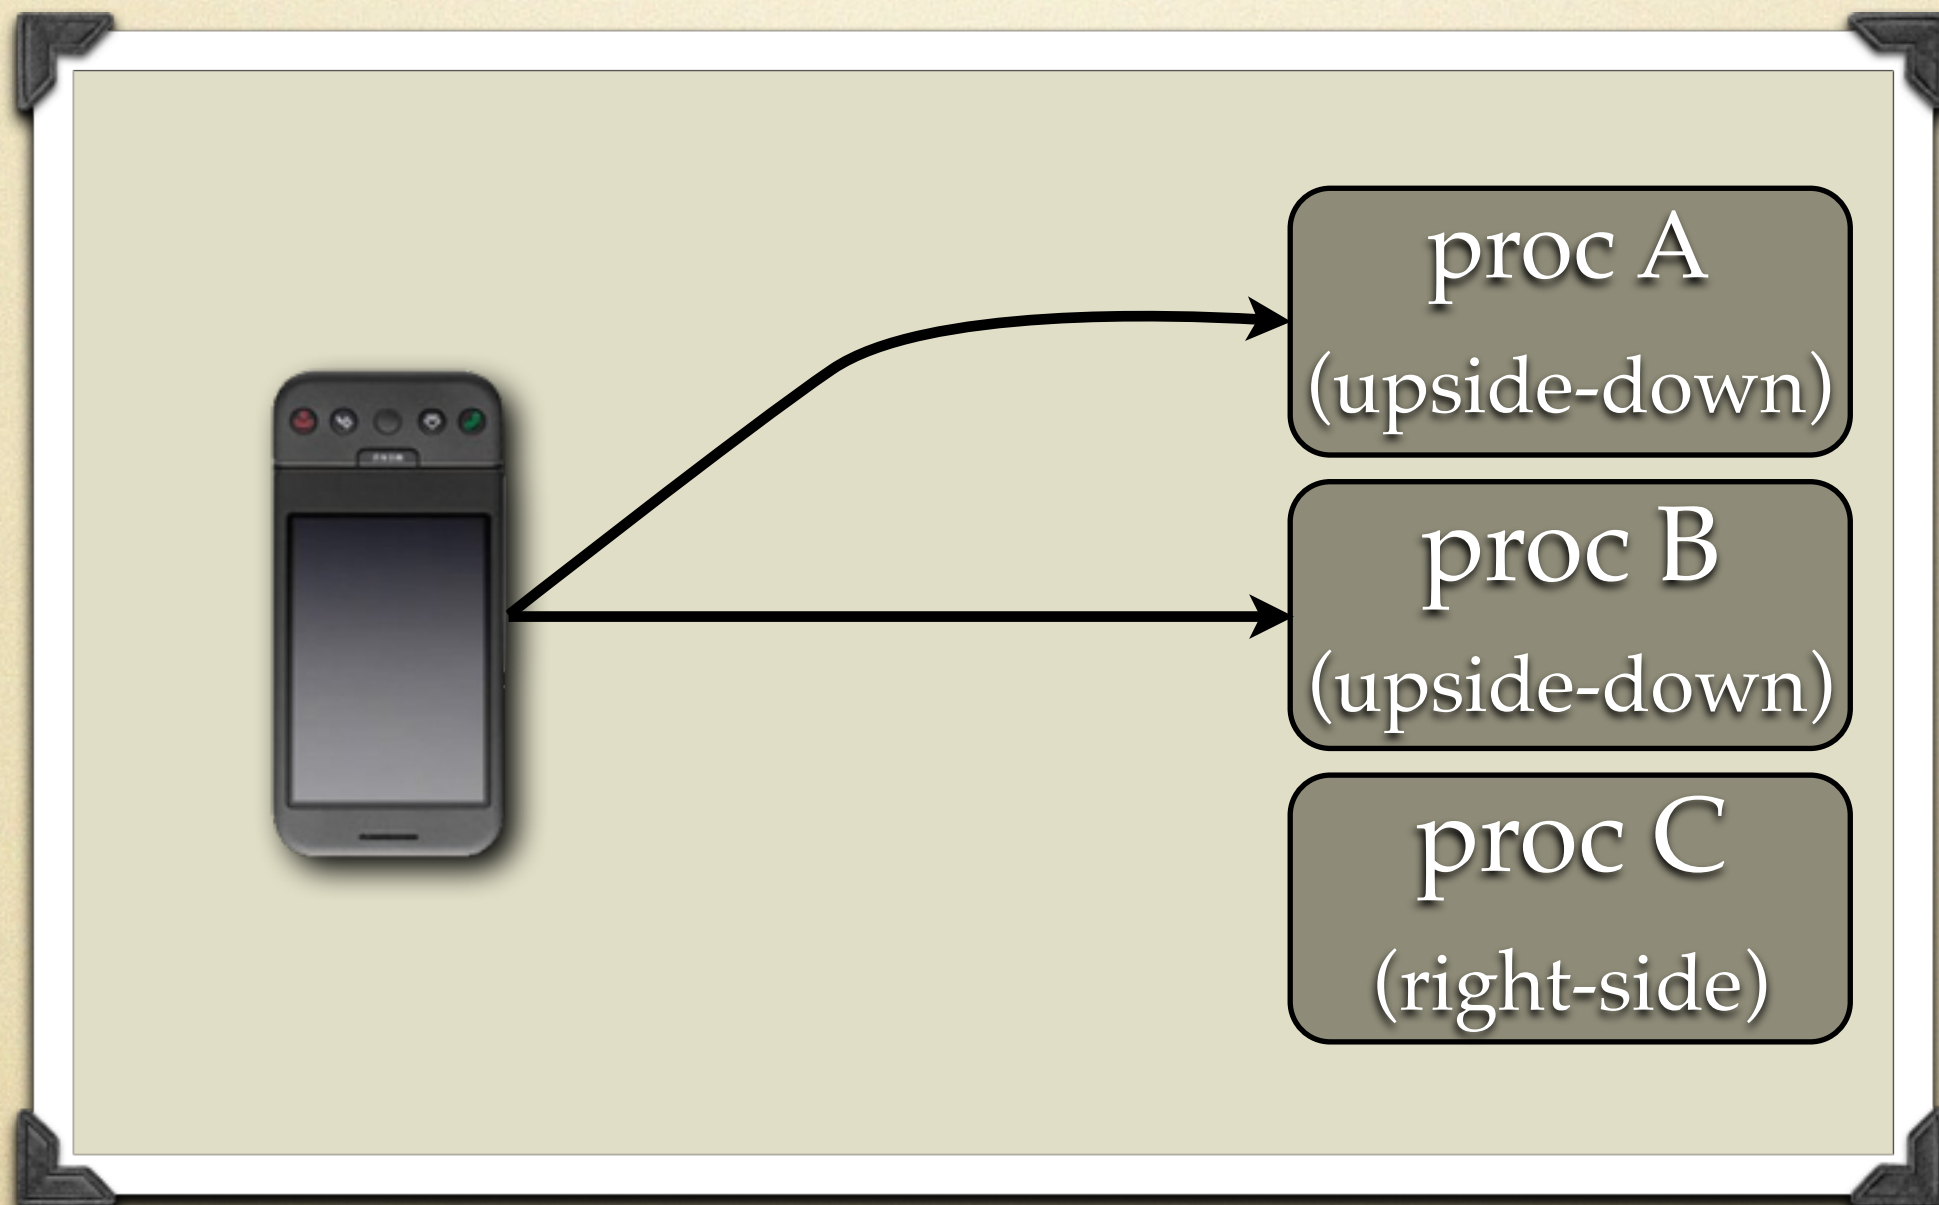 proc A
(upside-down)
proc B
(upside-down)
proc C
(right-side)